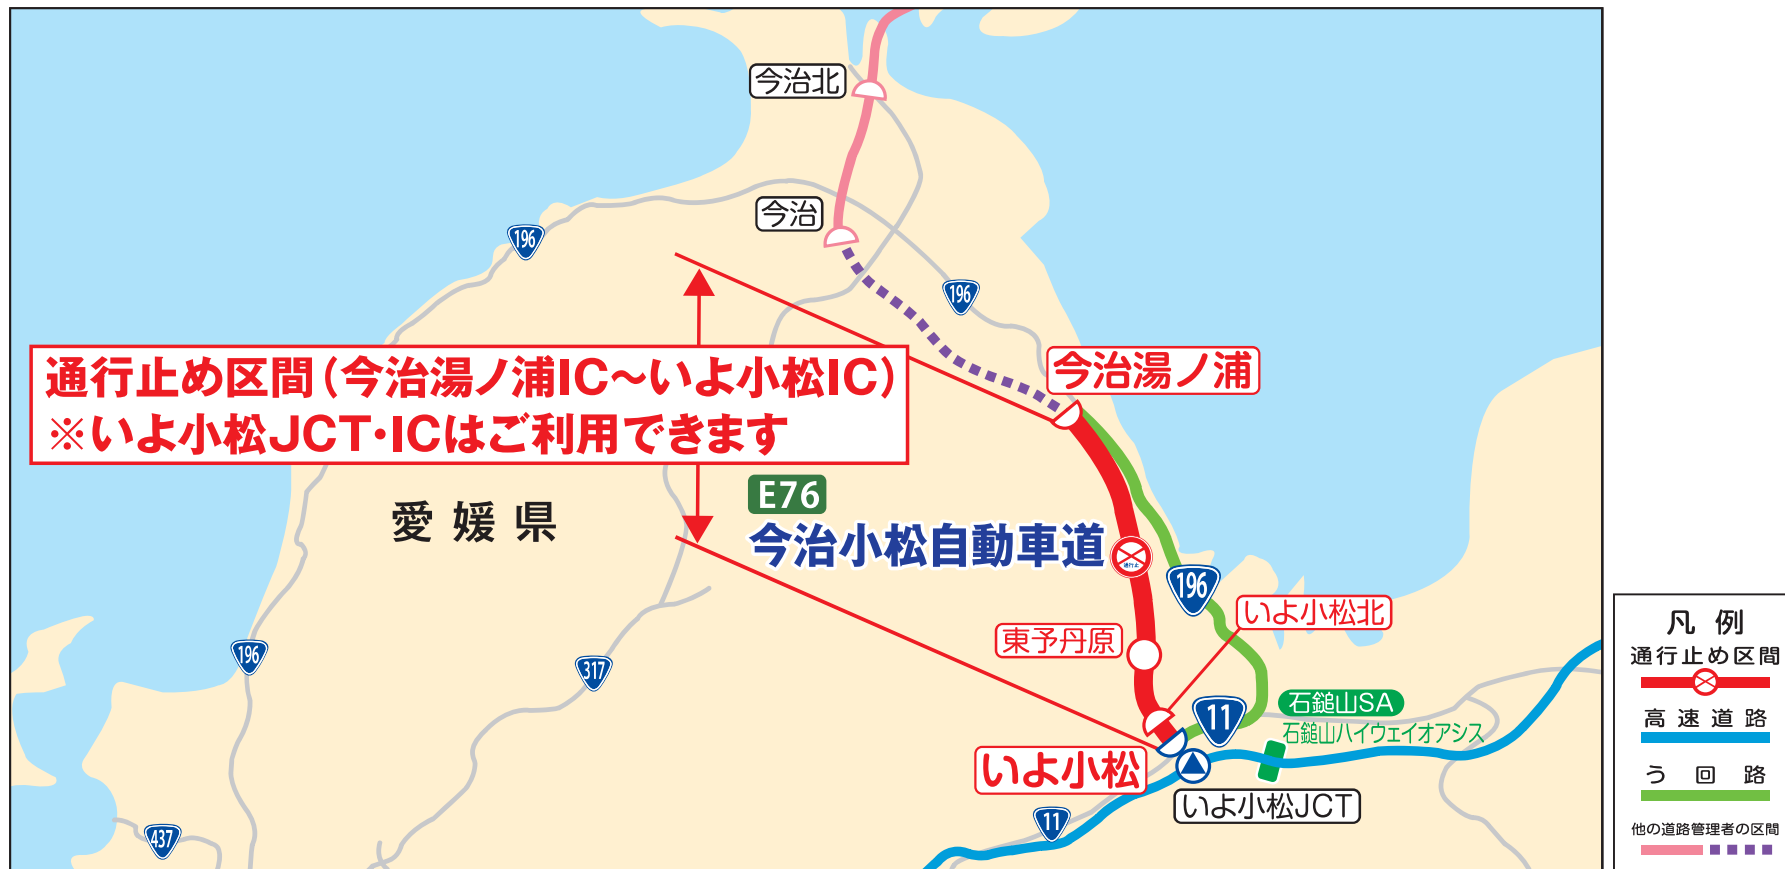 今治北
今治
196
196
通行止め区間(今治湯ノ浦IC～いよ小松IC)
※いよ小松JCT・ICはご利用できます
今治湯ノ浦
愛媛県
E76
今治小松自動車道
通行止
196
いよ小松北
東予丹原
196
317
11
石鎚山SA
石鎚山ハイウェイオアシス
いよ小松
いよ小松JCT
11
437
凡例
通行止め区間
高速道路
う回路
他の道路管理者の区間